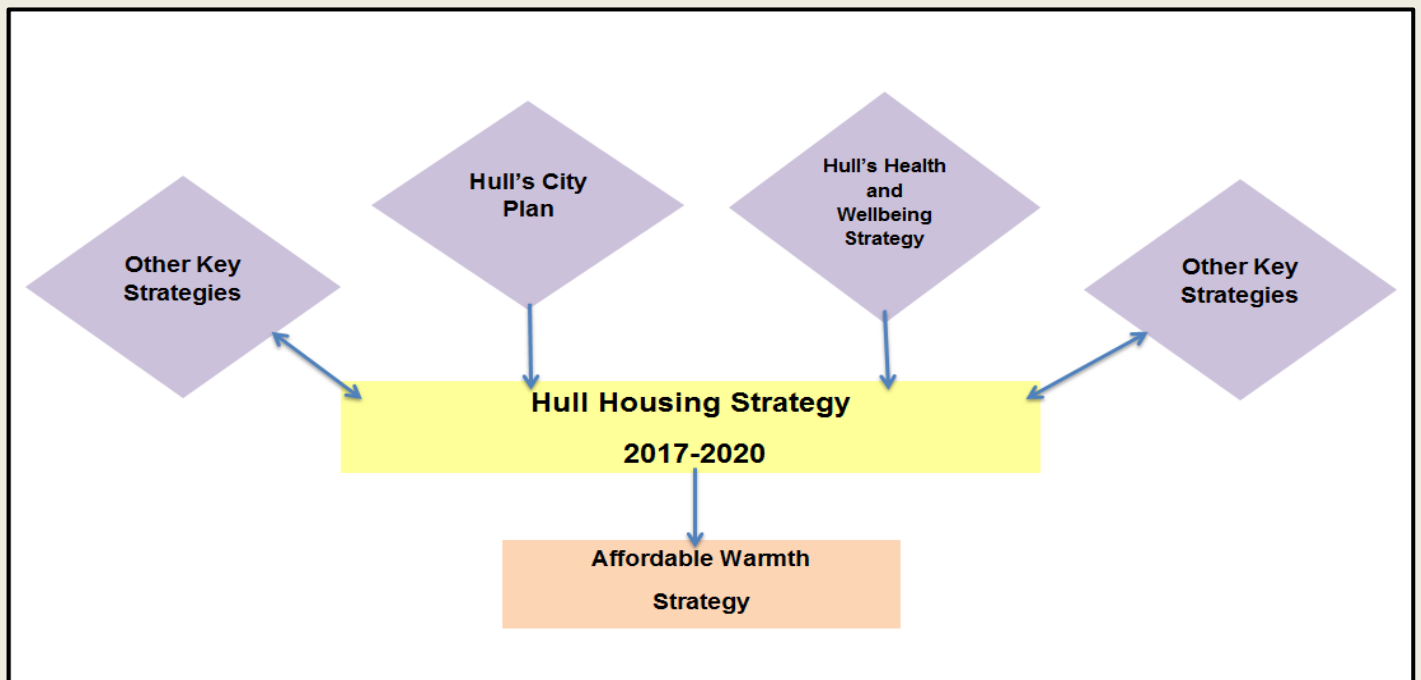 Other Key
Strategies
Hull’s City
Plan
Hull’s Health
and
Wellbeing
Strategy
Other Key
Strategies
Hull Housing Strategy
2017-2020
Affordable Warmth
Strategy